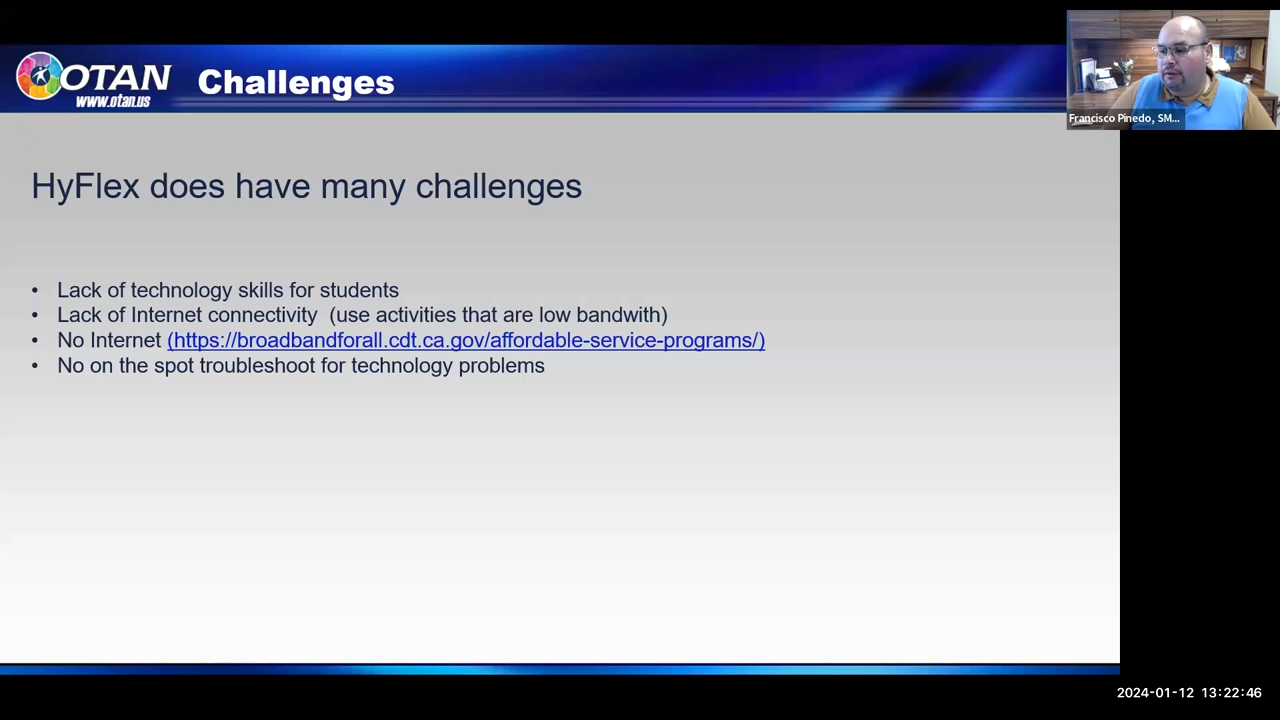 OTAN
www.otan.us
Challenges
Francisco Pinedo, SM...
HyFlex does have many challenges
• Lack of technology skills for students
• Lack of Internet connectivity  (use activities that are low bandwith)
• No Internet (https://broadbandforall.cdt.ca.gov/affordable-service-programs/)
• No on the spot troubleshoot for technology problems
2024-01-12 13:22:46